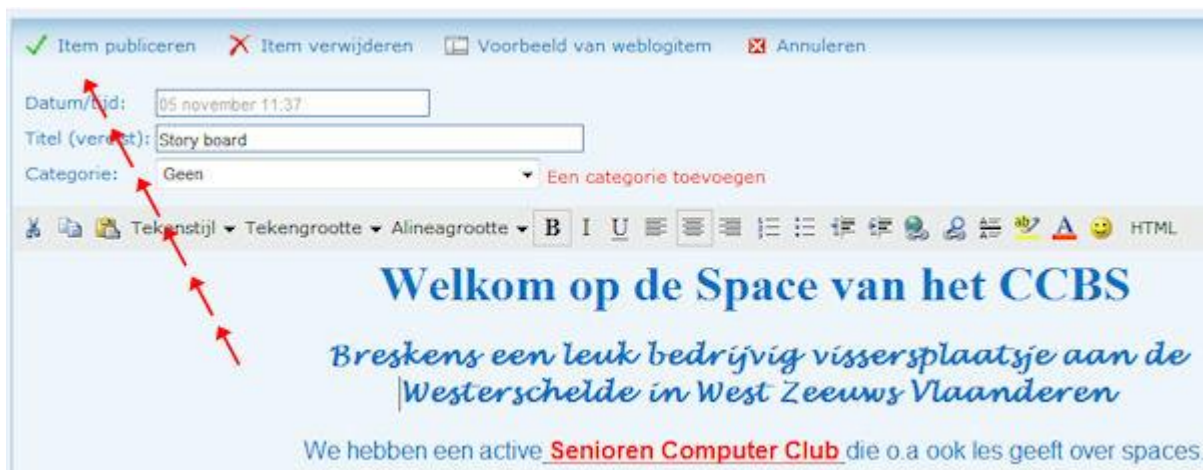 Item publiceren Item verwijderen Voorbeeld van weblogitem Annuleren
Datum/tijd: 05 november 11:37
Titel (vereist): Story board
Categorie: Geen Een categorie toevoegen
Tekenstijl Tekengrootte Alineagrootte B I U A HTML
Welkom op de Space van het CCBS
Breskens een leuk bedrijvig vissersplaatsje aan de
Westerschelde in West Zeeuws Vlaanderen
We hebben een active Senioren Computer Club die o.a ook les geeft over spaces